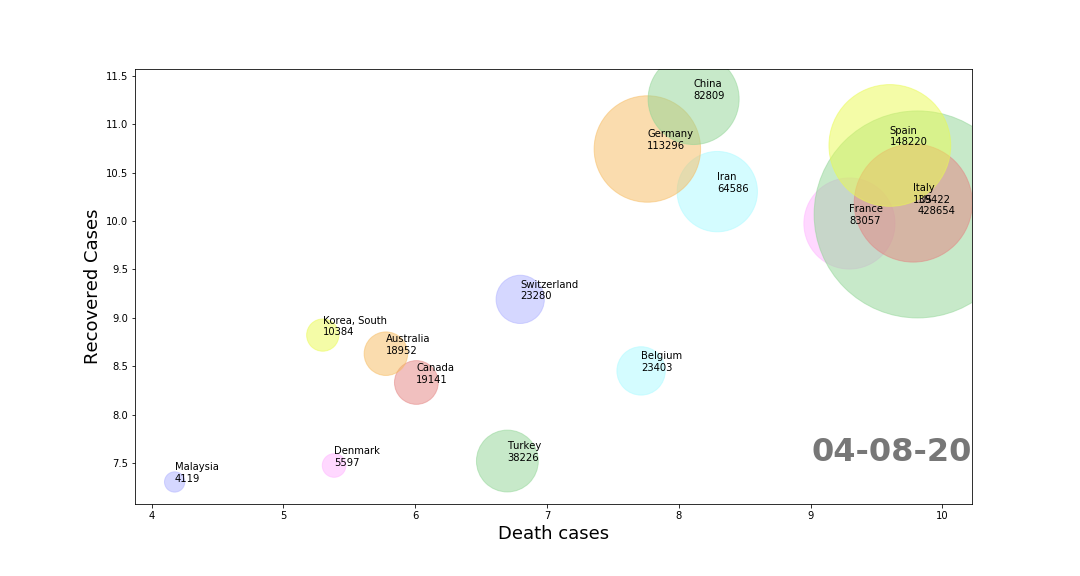 11.5
11.0
10.5
10.0
9.5
9.0
8.5
8.0
7.5
Recovered Cases
China
82809
Germany
113296
Iran
64586
Spain
148220
Italy
US
428654
France
83057
Switzerland
23280
Korea, South
10384
Australia
18952
Canada
19141
Belgium
23403
Turkey
38226
Denmark
5597
Malaysia
4119
04-08-20
4 5 6 7 8 9 10
Death cases